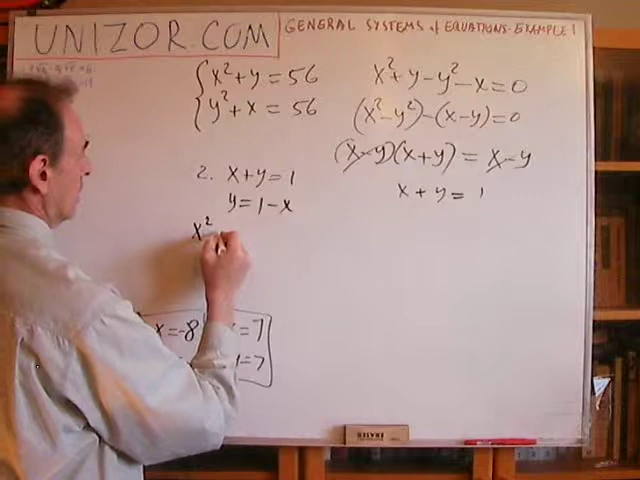 UNIZOR.COM
GENERAL SYSTEMS of EQUATIONS-EXAMPLE 1
x²+y=56
y²+x=56
x²+y-y²-x=0
(x²-y²)-(x-y)=0
(x-y)(x+y)=x-y
x+y=1
2. x+y=1
y=1-x
x²
x=-8
=7
=7
ERASER